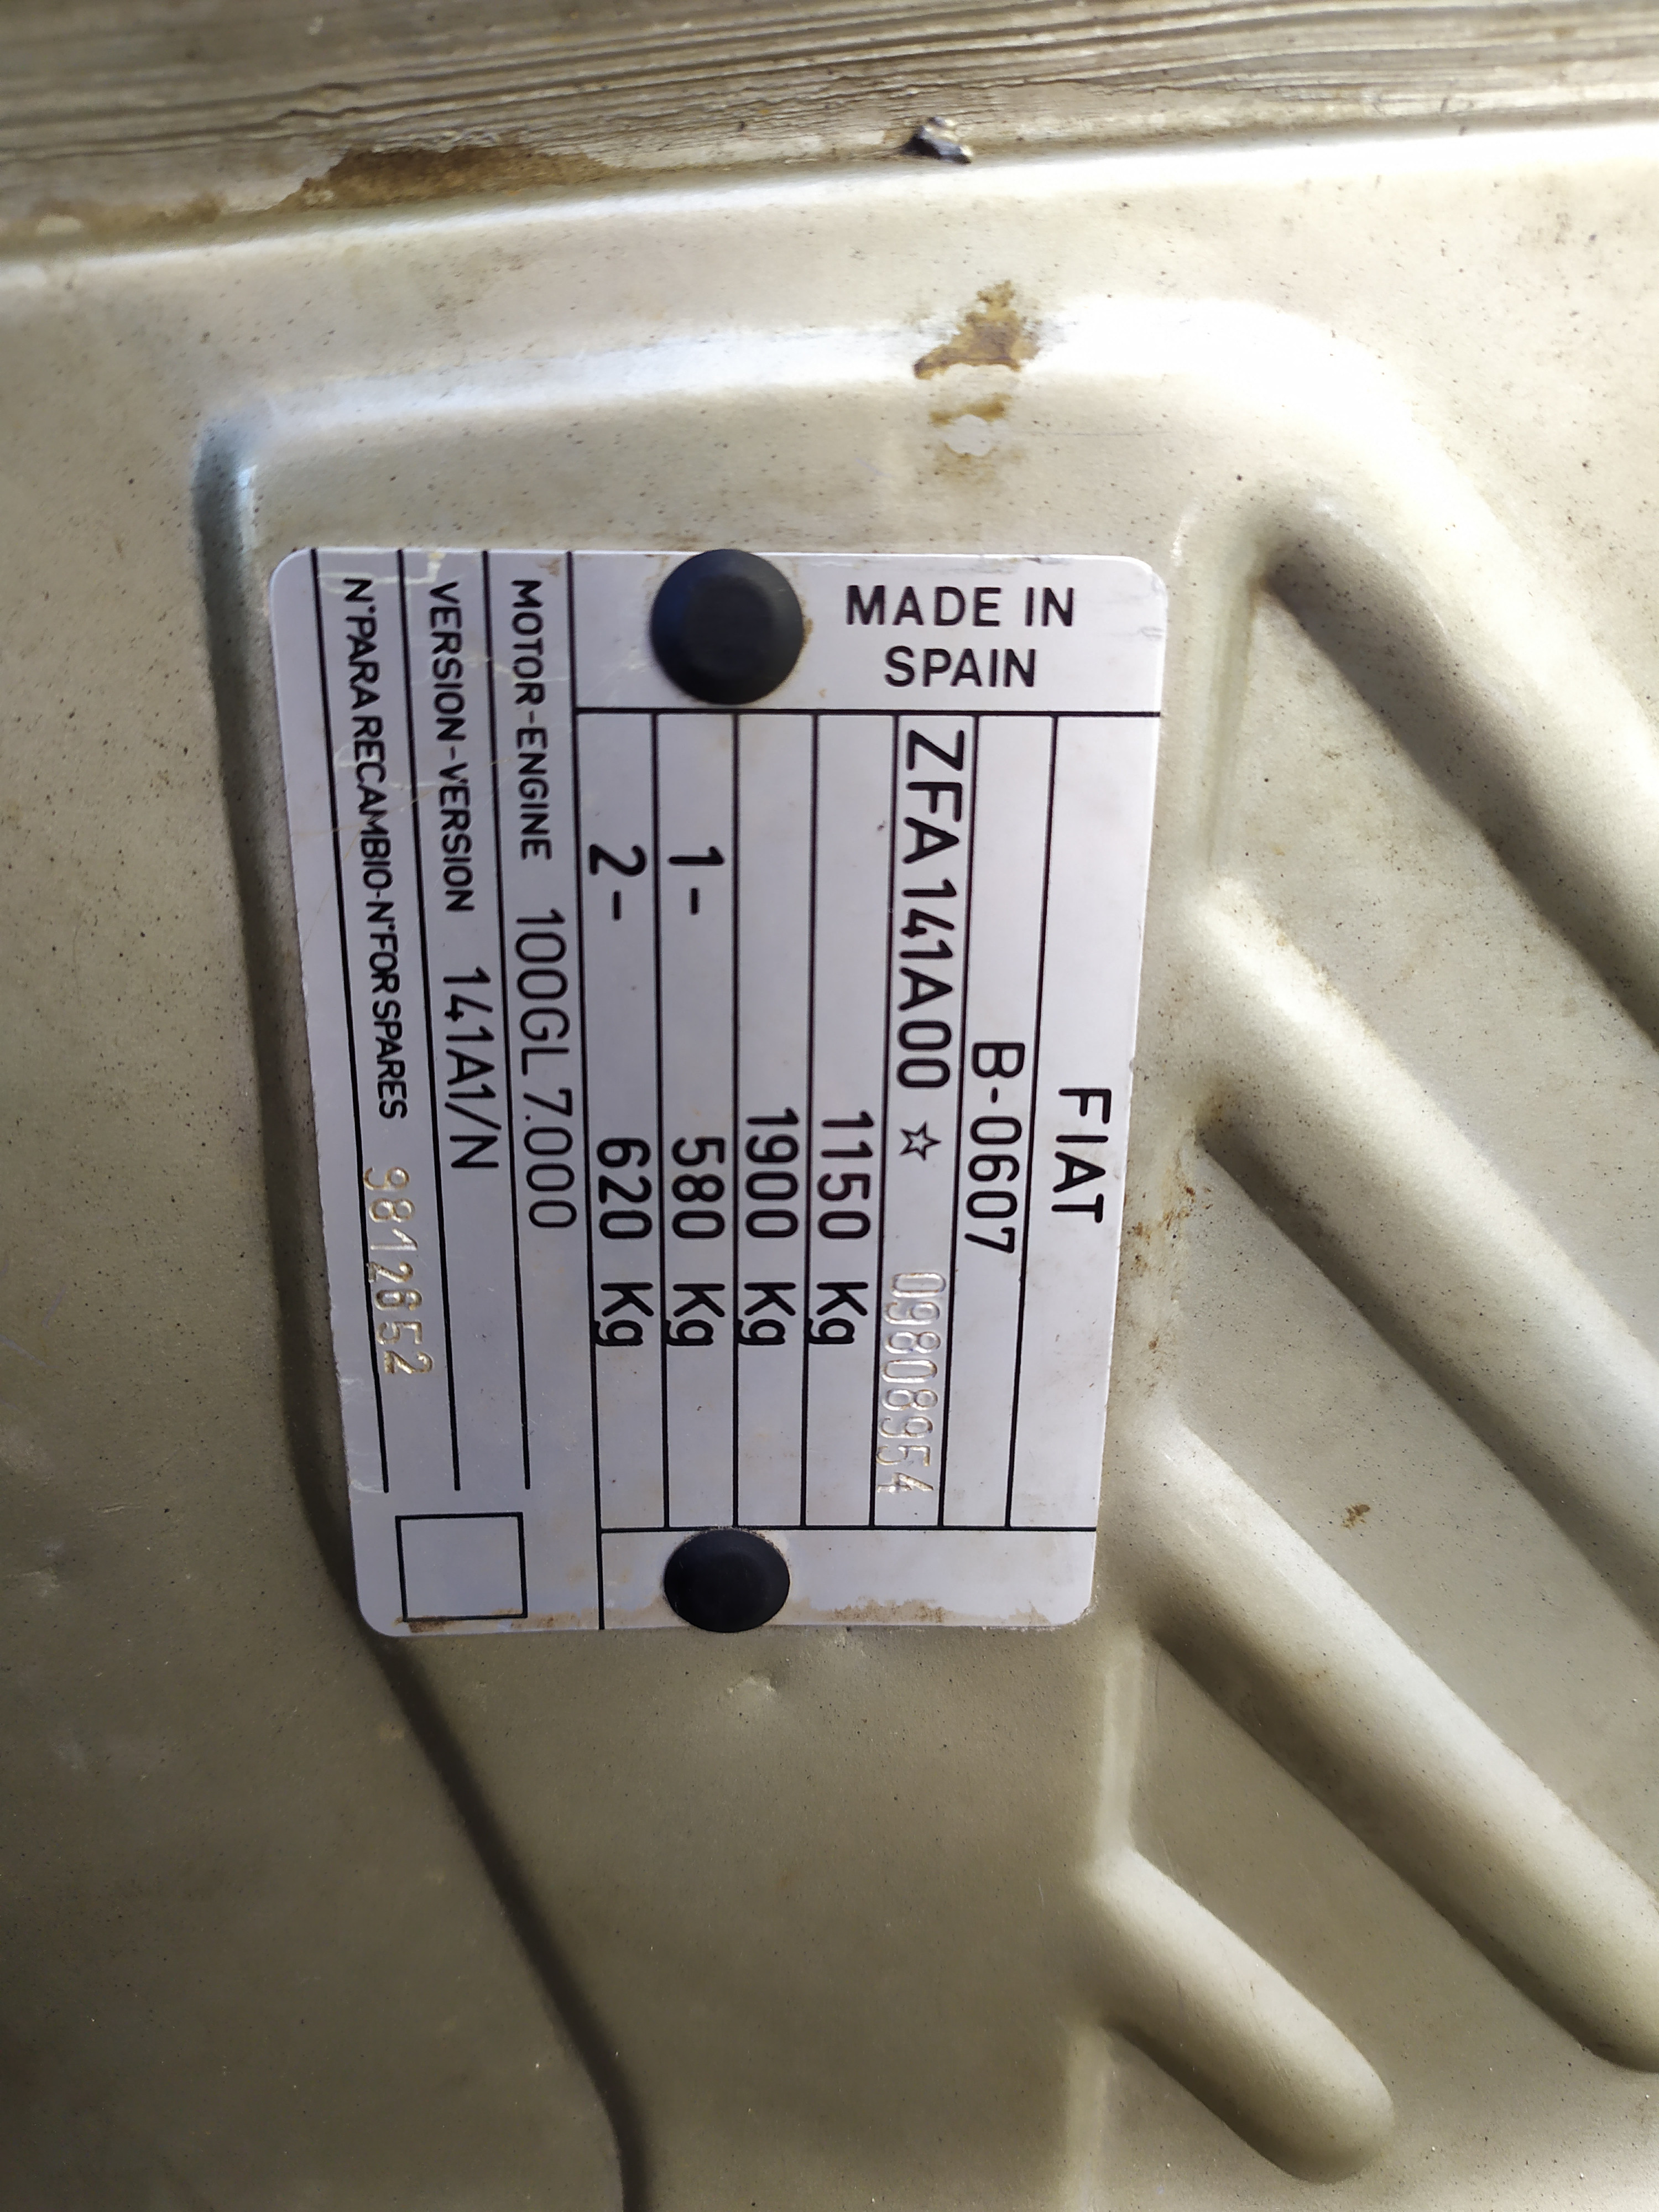 MADE IN
SPAIN
FIAT
B-0607
ZFA141A00 ☆ 09808954
1150 Kg
1900 Kg
1- 580 Kg
2- 620 Kg
MOTOR-ENGINE 100GL7.000
VERSION-VERSION 141A1/N
N°PARA RECAMBIO-N°FOR SPARES 9812652